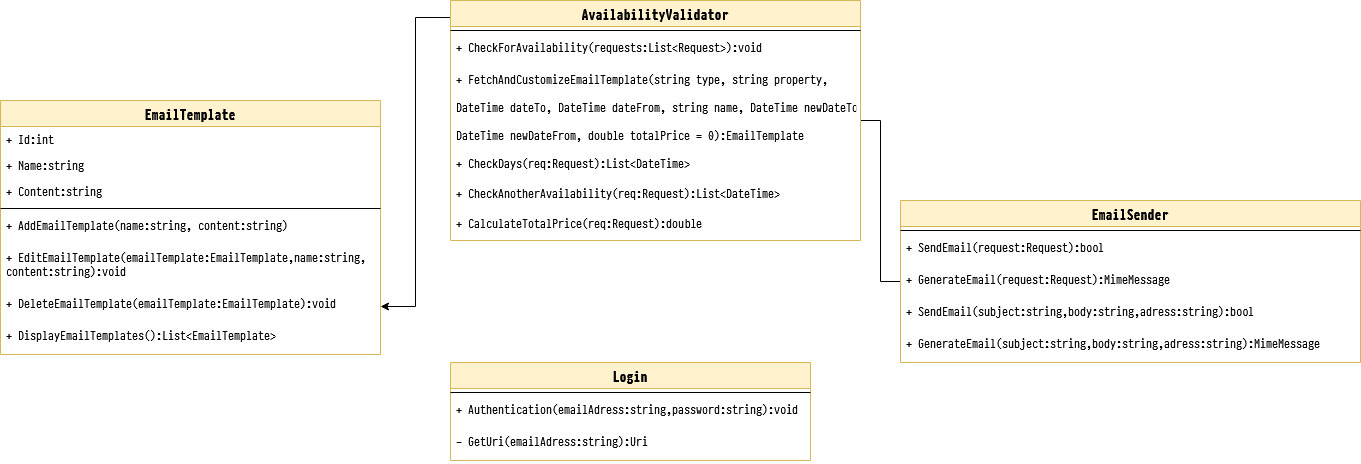 AvailabilityValidator
+ CheckForAvailability(requests:List<Request>):void
+ FetchAndCustomizeEmailTemplate(string type, string property,
DateTime dateTo, DateTime dateFrom, string name, DateTime newDateTo
DateTime newDateFrom, double totalPrice = 0):EmailTemplate
+ CheckDays(req:Request):List<DateTime>
+ CheckAnotherAvailability(req:Request):List<DateTime>
+ CalculateTotalPrice(req:Request):double
EmailTemplate
+ Id:int
+ Name:string
+ Content:string
+ AddEmailTemplate(name:string, content:string)
+ EditEmailTemplate(emailTemplate:EmailTemplate,name:string,
content:string):void
+ DeleteEmailTemplate(emailTemplate:EmailTemplate):void
+ DisplayEmailTemplates():List<EmailTemplate>
EmailSender
+ SendEmail(request:Request):bool
+ GenerateEmail(request:Request):MimeMessage
+ SendEmail(subject:string,body:string,adress:string):bool
+ GenerateEmail(subject:string,body:string,adress:string):MimeMessage
Login
+ Authentication(emailAdress:string,password:string):void
- GetUri(emailAdress:string):Uri